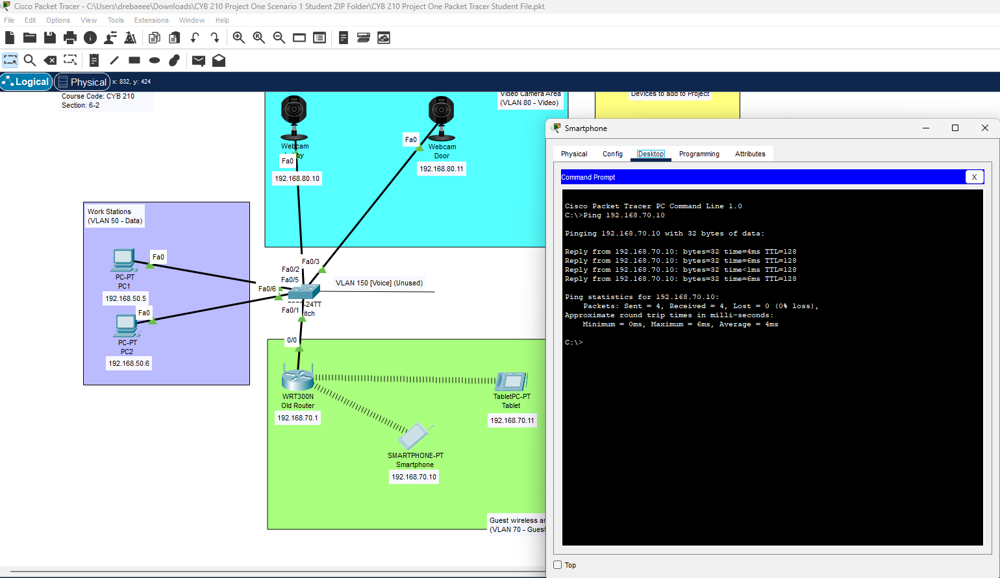 Cisco Packet Tracer - C:\Users\drebaeee\Downloads\CYB 210 Project One Scenario 1 Student ZIP Folder\CYB 210 Project One Packet Tracer Student File.pkt
File Edit Options View Tools Extensions Window Help
Logical Physical x: 832, y: 424
Course Code: CYB 210
Section: 6-2
Video Camera Area
(VLAN 80 - Video)
Devices to add to Project
Webcam
Fa0
192.168.80.10
Fa0
Webcam
Door
192.168.80.11
Work Stations
(VLAN 50 - Data)
Fa0
PC-PT
PC1
192.168.50.5
Fa0
PC-PT
PC2
192.168.50.6
Fa0/3
Fa0/2
Fa0/5
Fa0/6
VLAN 150 [Voice] (Unused)
-24TT
itch
Fa0/1
0/0
WRT300N
Old Router
192.168.70.1
TabletPC-PT
Tablet
192.168.70.11
SMARTPHONE-PT
Smartphone
192.168.70.10
Guest wireless ar
(VLAN 70 - Guest
Smartphone
Physical Config Desktop Programming Attributes
Command Prompt X
Cisco Packet Tracer PC Command Line 1.0
C:\>Ping 192.168.70.10
Pinging 192.168.70.10 with 32 bytes of data:
Reply from 192.168.70.10: bytes=32 time=4ms TTL=128
Reply from 192.168.70.10: bytes=32 time=6ms TTL=128
Reply from 192.168.70.10: bytes=32 time<1ms TTL=128
Reply from 192.168.70.10: bytes=32 time=6ms TTL=128
Ping statistics for 192.168.70.10:
Packets: Sent = 4, Received = 4, Lost = 0 (0% loss),
Approximate round trip times in milli-seconds:
Minimum = 0ms, Maximum = 6ms, Average = 4ms
C:\>
Top